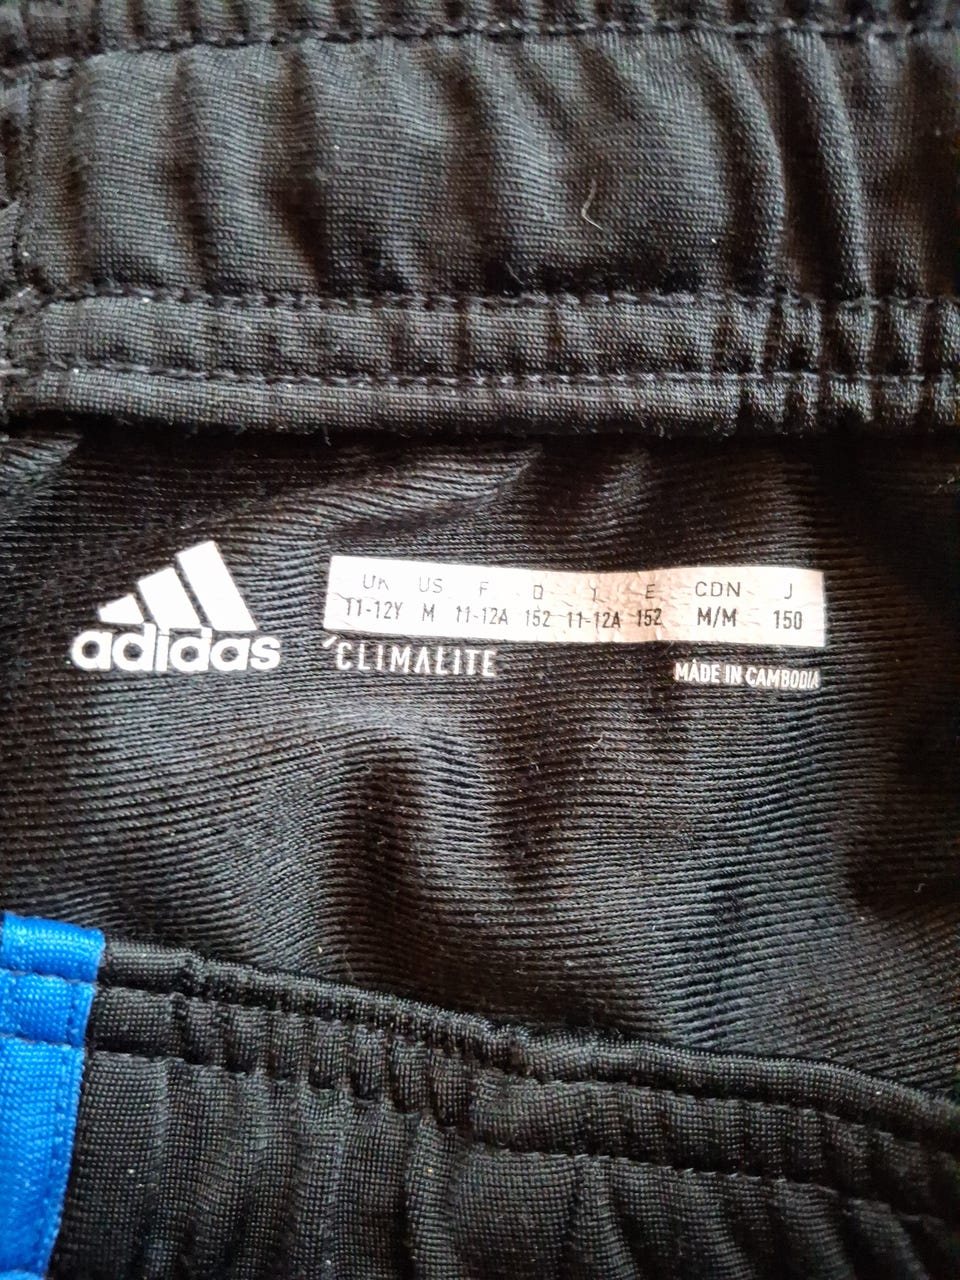 adidas
UK US F D I E CDN J
11-12Y M 11-12A 152 11-12A 152 M/M 150
CLIMALITE
MADE IN CAMBODIA